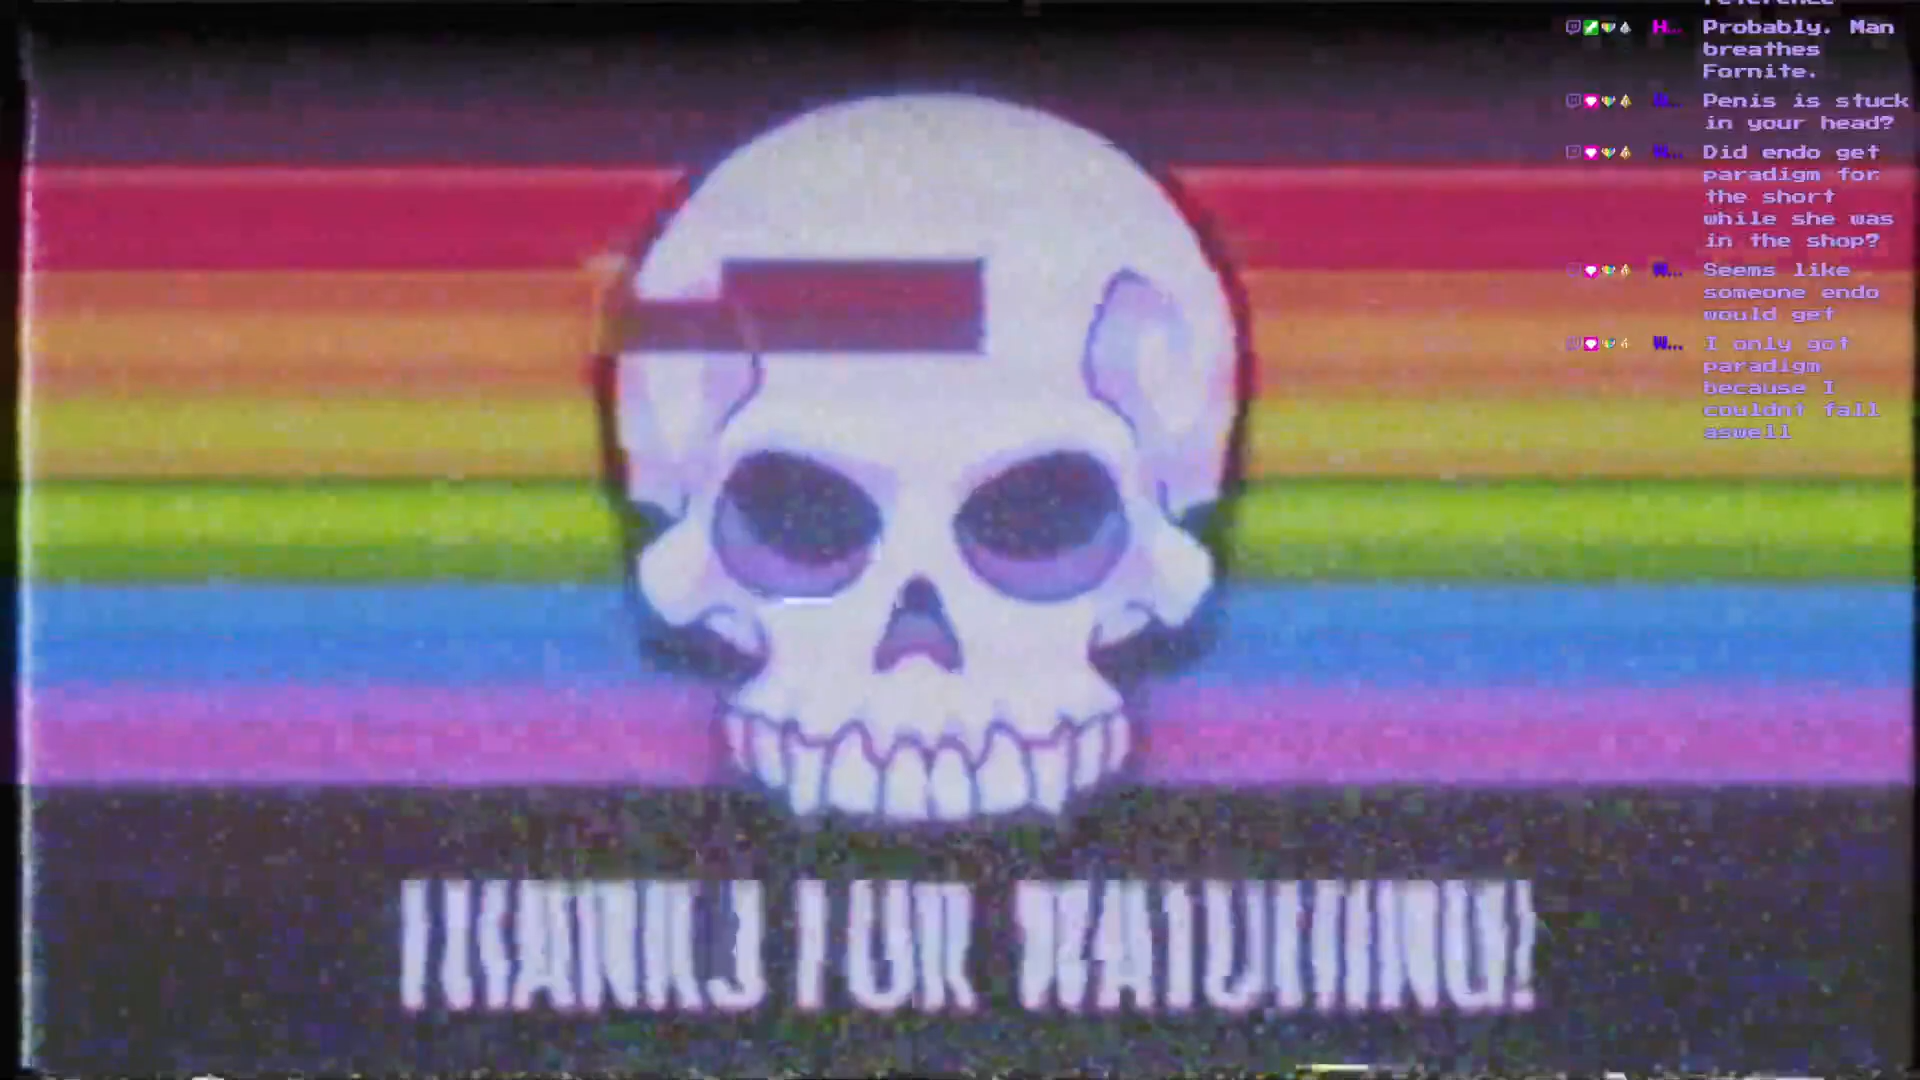 reference
H... Probably. Man
breathes
Fornite.
Penis is stuck
in your head?
W... Did endo get
paradigm for
the short
while she was
in the shop?
W... Seems like
someone endo
would get
W... I only got
paradigm
because I
couldnt fall
aswell
THANKS FOR WATCHING!